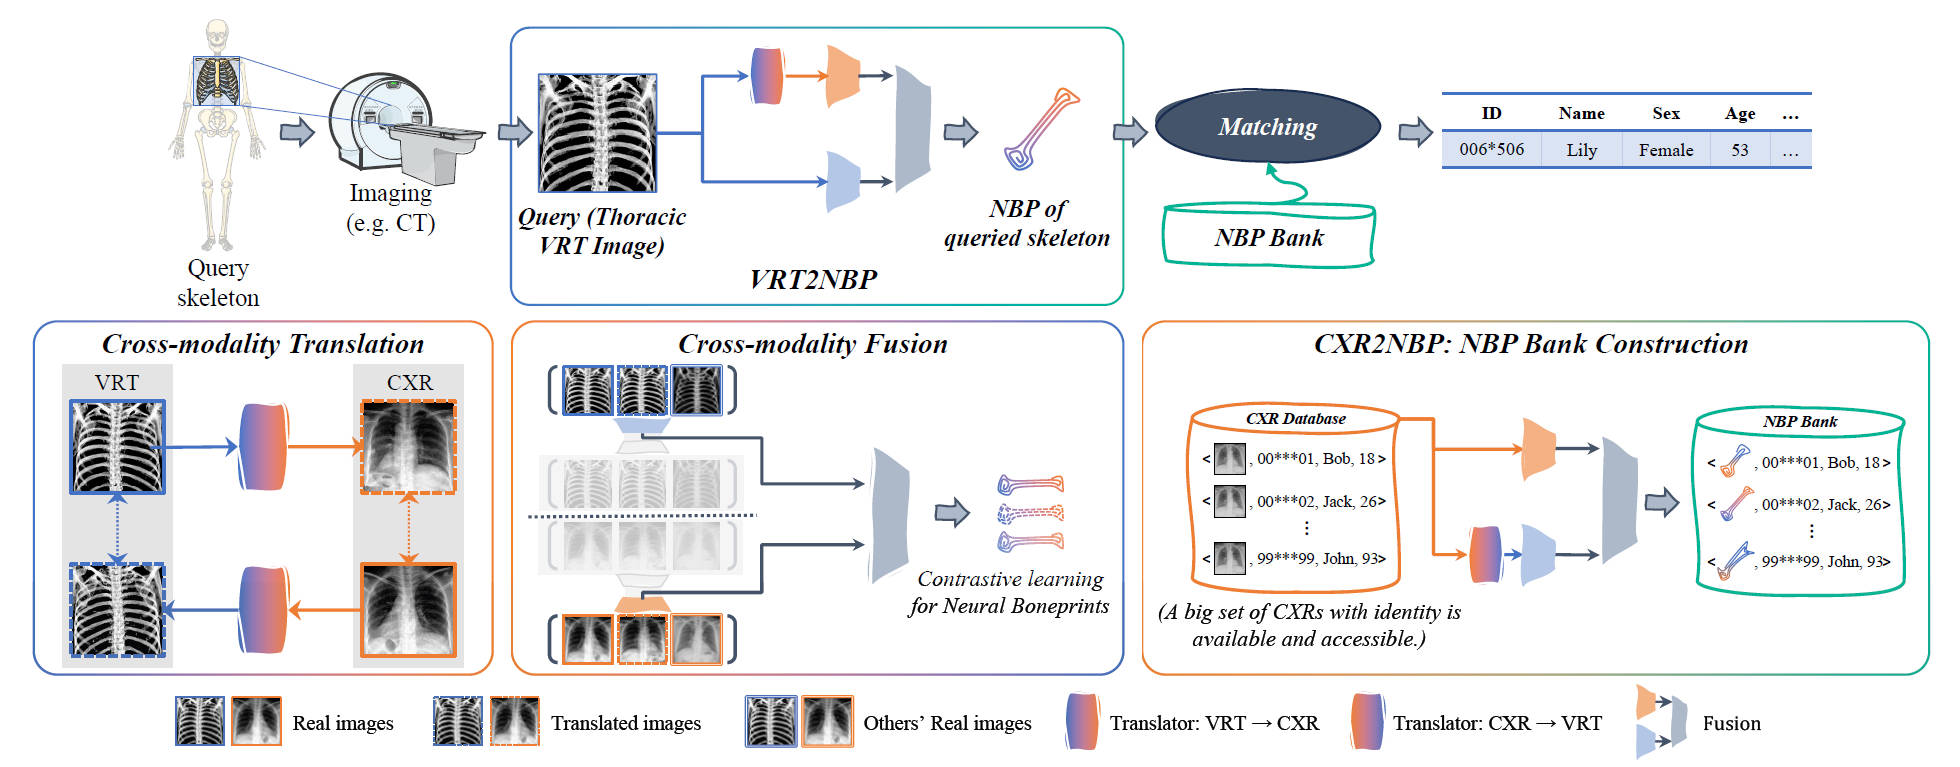 Query
skeleton
Imaging
(e.g. CT)
Query (Thoracic
VRT Image)
NBP of
queried skeleton
VRT2NBP
Matching
NBP Bank
ID Name Sex Age ...
006*506 Lily Female 53 ...
Cross-modality Translation
VRT CXR
Cross-modality Fusion
Contrastive learning
for Neural Boneprints
CXR2NBP: NBP Bank Construction
CXR Database
< , 00***01, Bob, 18>
< , 00***02, Jack, 26>
⋮
< , 99***99, John, 93>
(A big set of CXRs with identity is
available and accessible.)
NBP Bank
< , 00***01, Bob, 18>
< , 00***02, Jack, 26>
⋮
< , 99***99, John, 93>
Real images
Translated images
Others’ Real images
Translator: VRT → CXR
Translator: CXR → VRT
Fusion